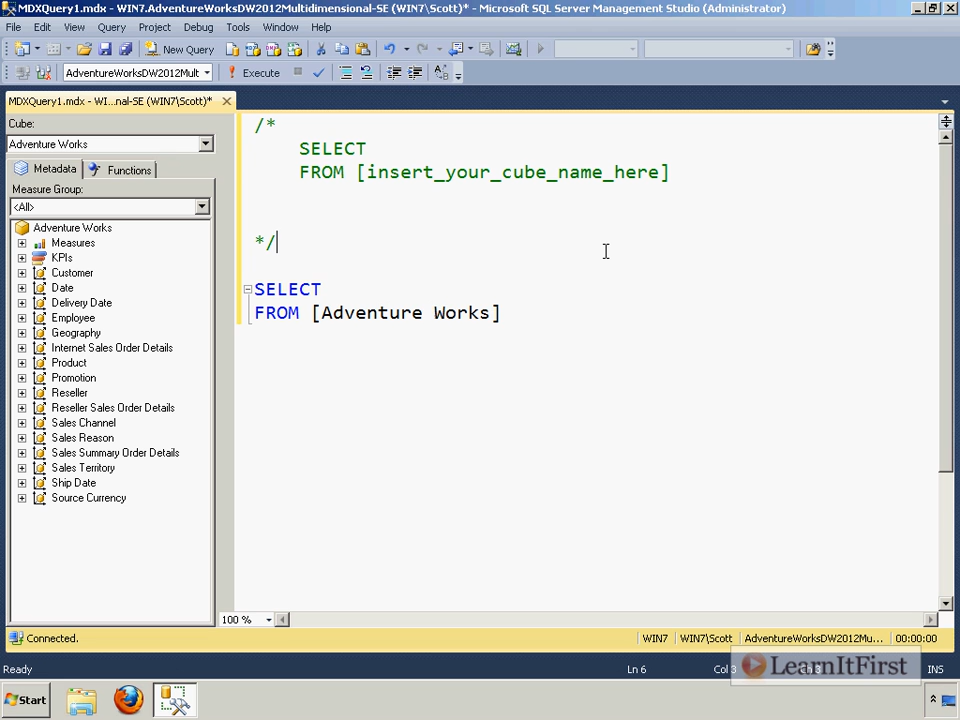 MDXQuery1.mdx - WIN7.AdventureWorksDW2012Multidimensional-SE (WIN7\Scott)* - Microsoft SQL Server Management Studio (Administrator)
File Edit View Query Project Debug Tools Window Help
New Query
AdventureWorksDW2012Mult Execute
MDXQuery1.mdx - WI...nal-SE (WIN7\Scott)*
Cube:
Adventure Works
Metadata Functions
Measure Group:
<All>
Adventure Works
Measures
KPIs
Customer
Date
Delivery Date
Employee
Geography
Internet Sales Order Details
Product
Promotion
Reseller
Reseller Sales Order Details
Sales Channel
Sales Reason
Sales Summary Order Details
Sales Territory
Ship Date
Source Currency
/*
SELECT
FROM [insert_your_cube_name_here]
*/
SELECT
FROM [Adventure Works]
100 %
Connected. WIN7 WIN7\Scott AdventureWorksDW2012Mu... 00:00:00
Ready Ln 6 Col 3 INS
LearnItFirst
Start